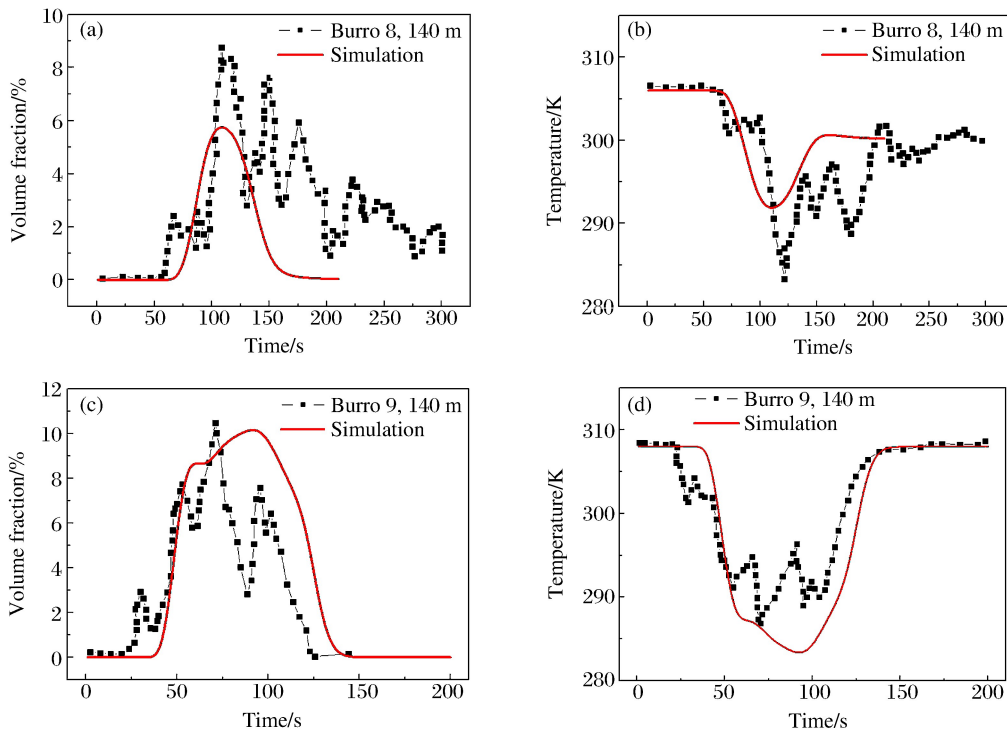 (a)
Burro 8, 140 m
Simulation
10
8
6
4
2
0
Volume fraction/%
0 50 100 150 200 250 300
Time/s
(b)
Burro 8, 140 m
Simulation
310
300
290
280
Temperature/K
0 50 100 150 200 250 300
Time/s
(c)
Burro 9, 140 m
Simulation
12
10
8
6
4
2
0
Volume fraction/%
0 50 100 150 200
Time/s
(d)
Burro 9, 140 m
Simulation
310
300
290
280
Temperature/K
0 50 100 150 200
Time/s